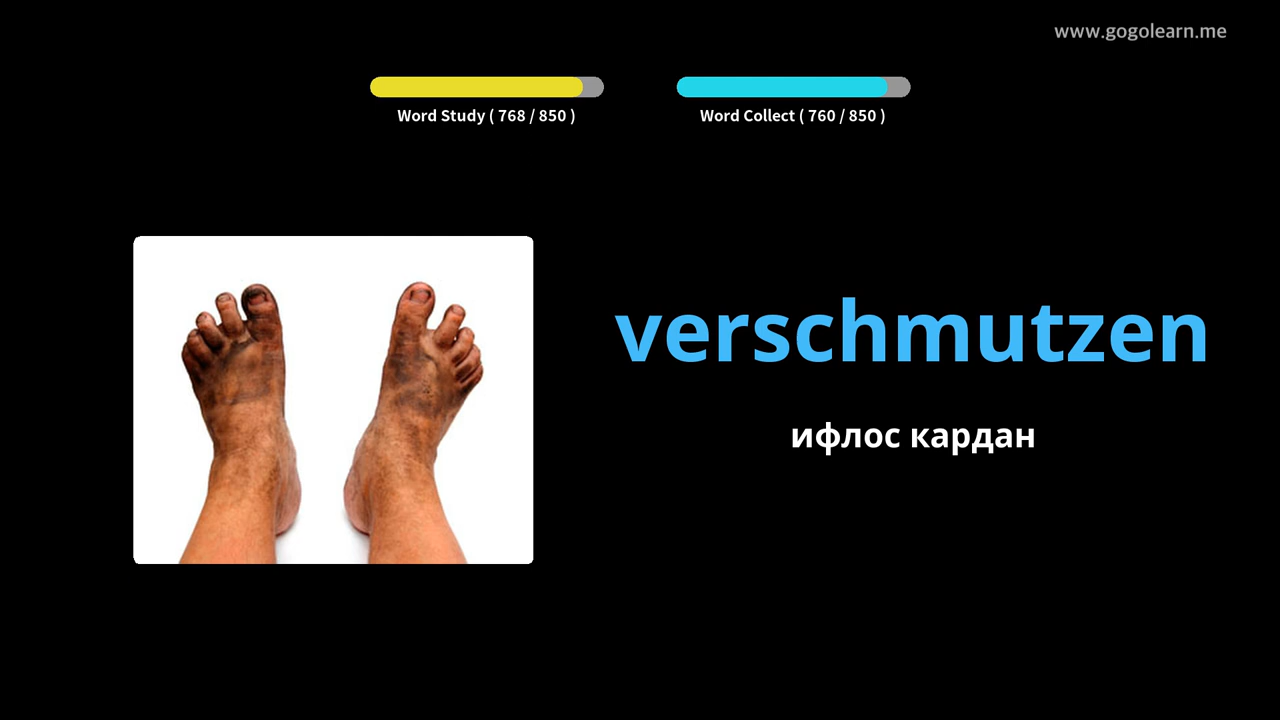 www.gogolearn.me
Word Study ( 768 / 850 )
Word Collect ( 760 / 850 )
verschmutzen
ифлос кардан